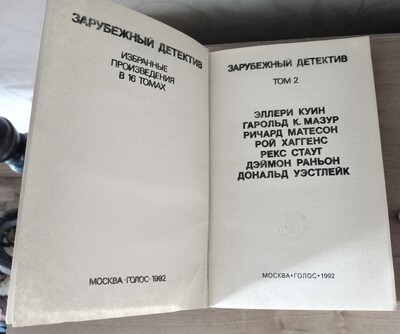 ЗАРУБЕЖНЫЙ ДЕТЕКТИВ
ИЗБРАННЫЕ
ПРОИЗВЕДЕНИЯ
В 16 ТОМАХ
МОСКВА·ГОЛОС·1992
ЗАРУБЕЖНЫЙ ДЕТЕКТИВ
ТОМ 2
ЭЛЛЕРИ КУИН
ГАРОЛЬД К. МАЗУР
РИЧАРД МАТЕСОН
РОЙ ХАГГЕНС
РЕКС СТАУТ
ДЭЙМОН РАНЬОН
ДОНАЛЬД УЭСТЛЕЙК
МОСКВА·ГОЛОС·1992